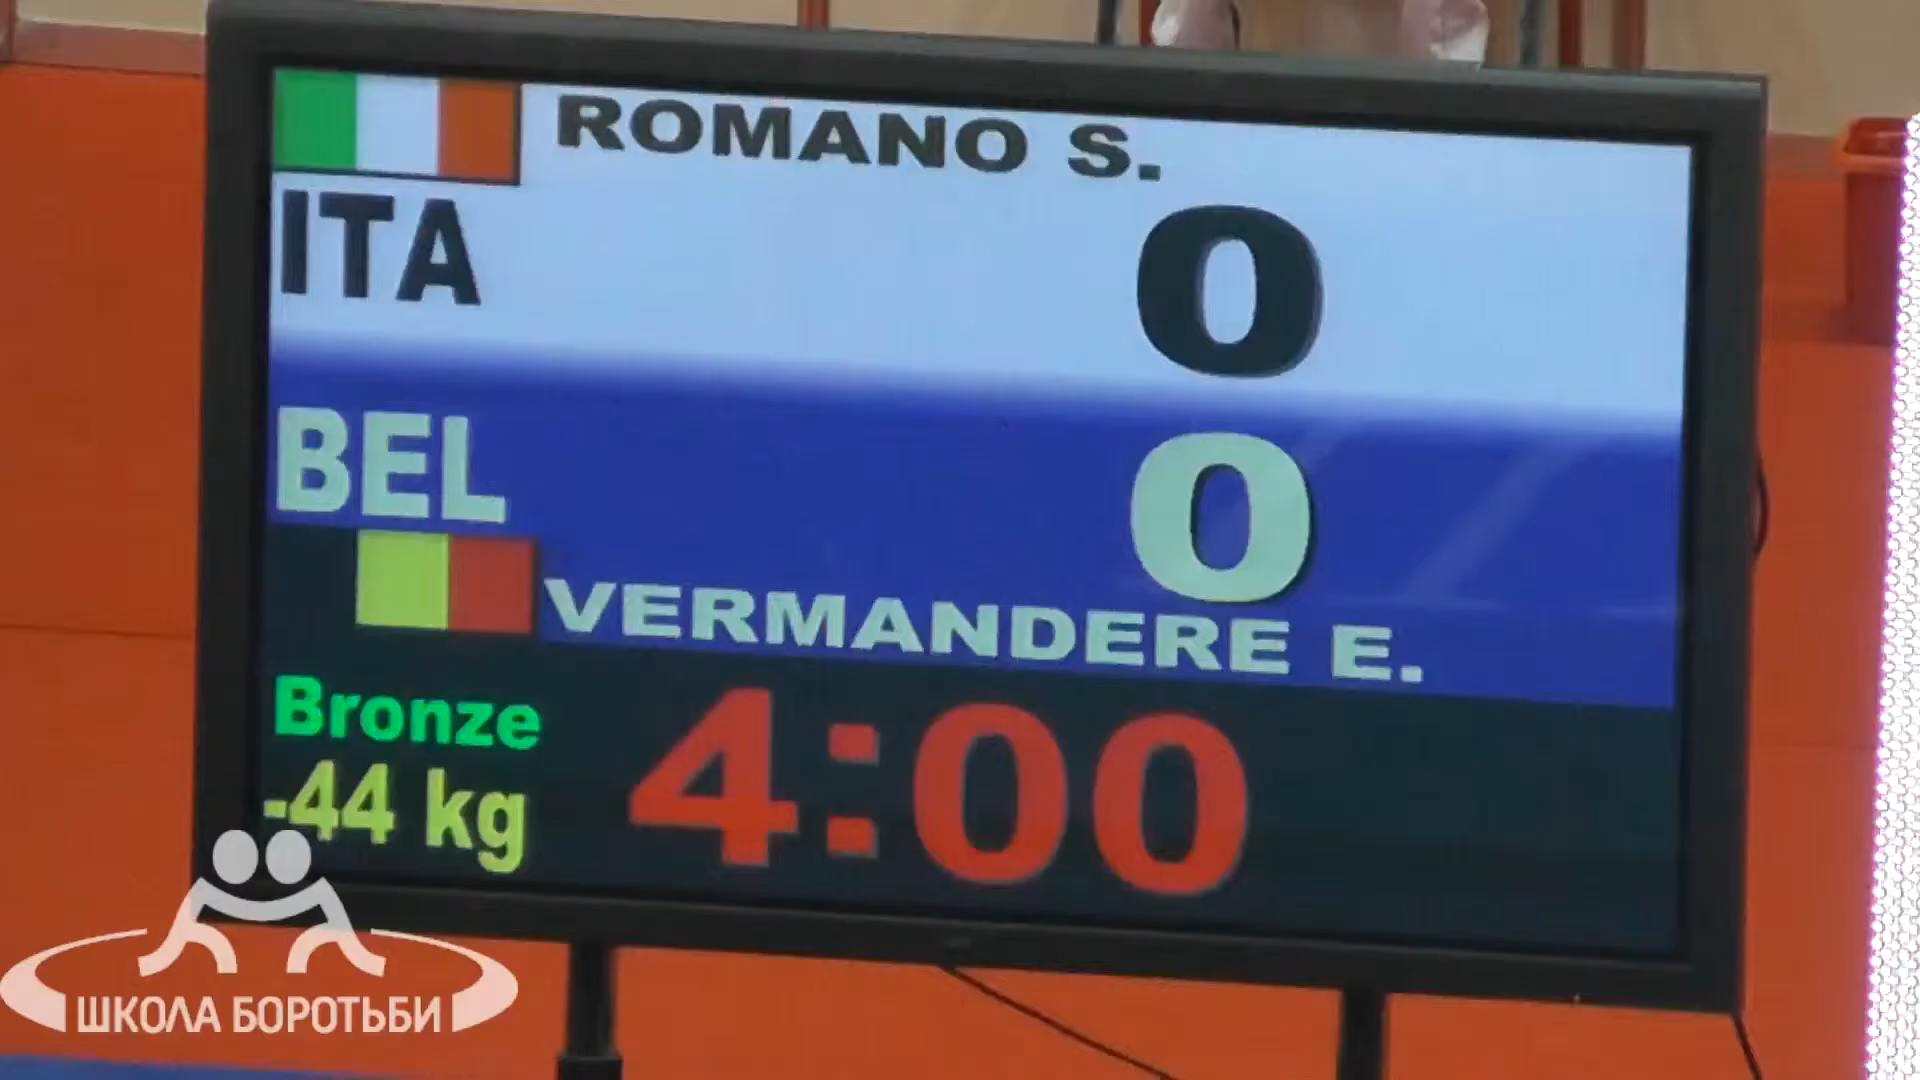 ROMANO S.
ITA
0
BEL
0
VERMANDERE E.
Bronze
-44 kg
4:00
ШКОЛА БОРОТЬБИ